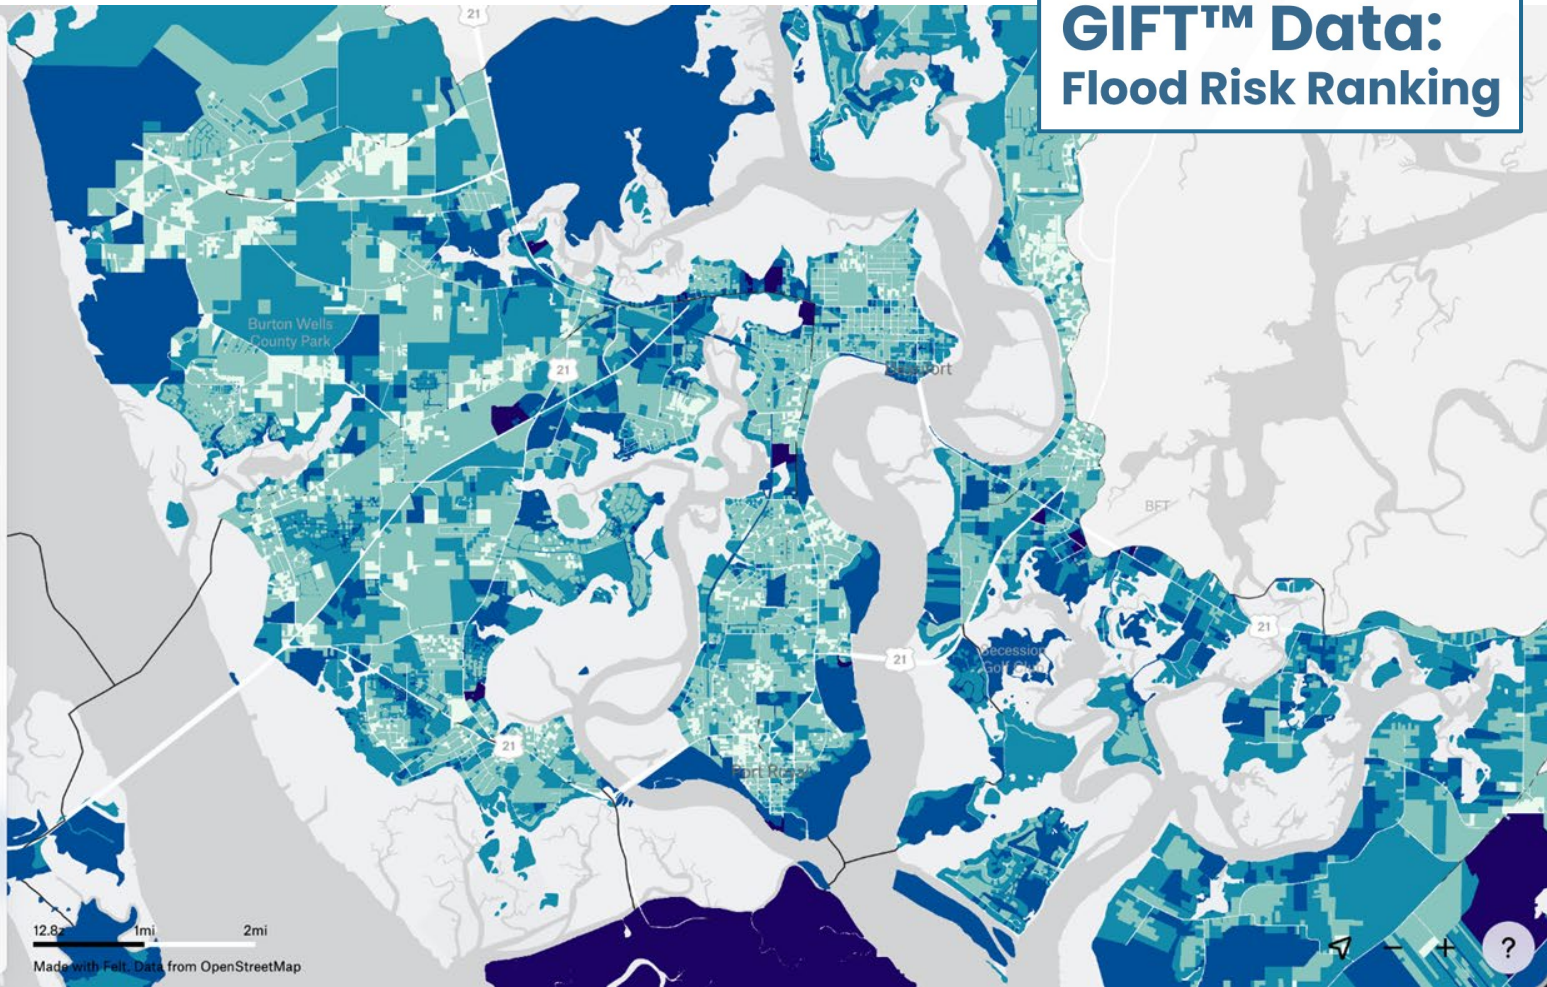 21
GIFT™ Data:
Flood Risk Ranking
Burton Wells
County Park
21
Beaufort
BFT
21
21
Secession
Golf Club
21
Port Royal
12.8z
1mi
2mi
Made with Felt. Data from OpenStreetMap
?